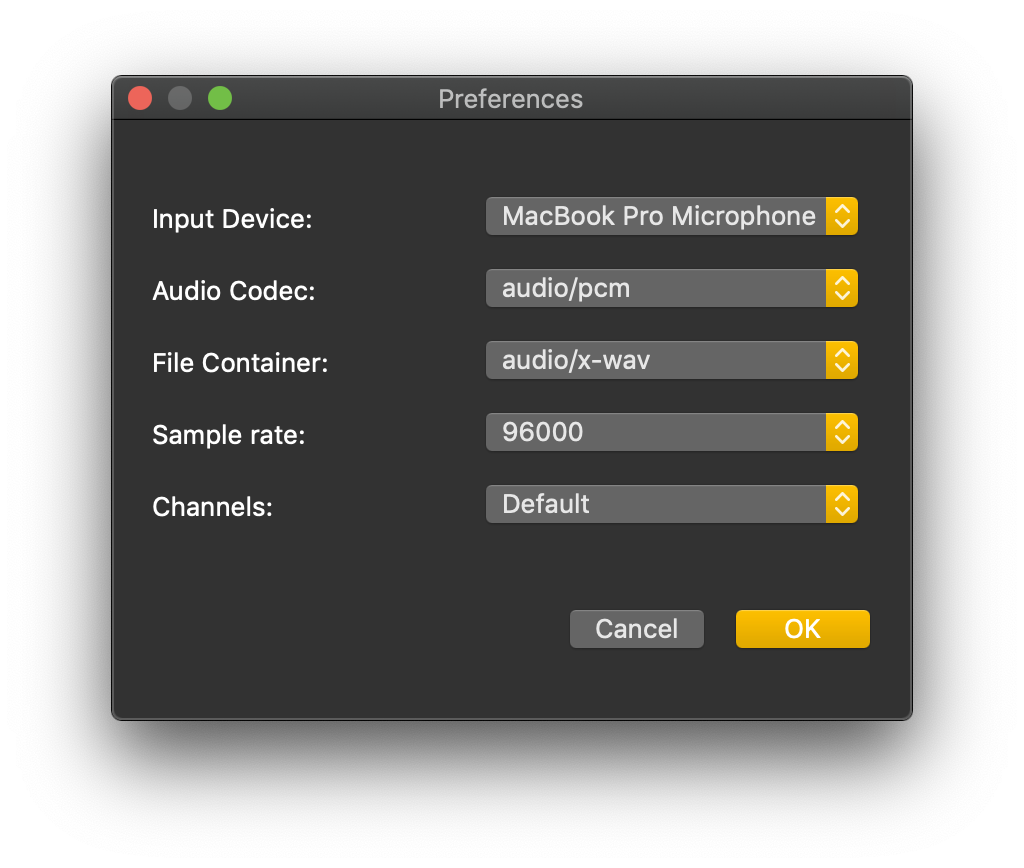 Preferences
Input Device: MacBook Pro Microphone
Audio Codec: audio/pcm
File Container: audio/x-wav
Sample rate: 96000
Channels: Default
Cancel OK